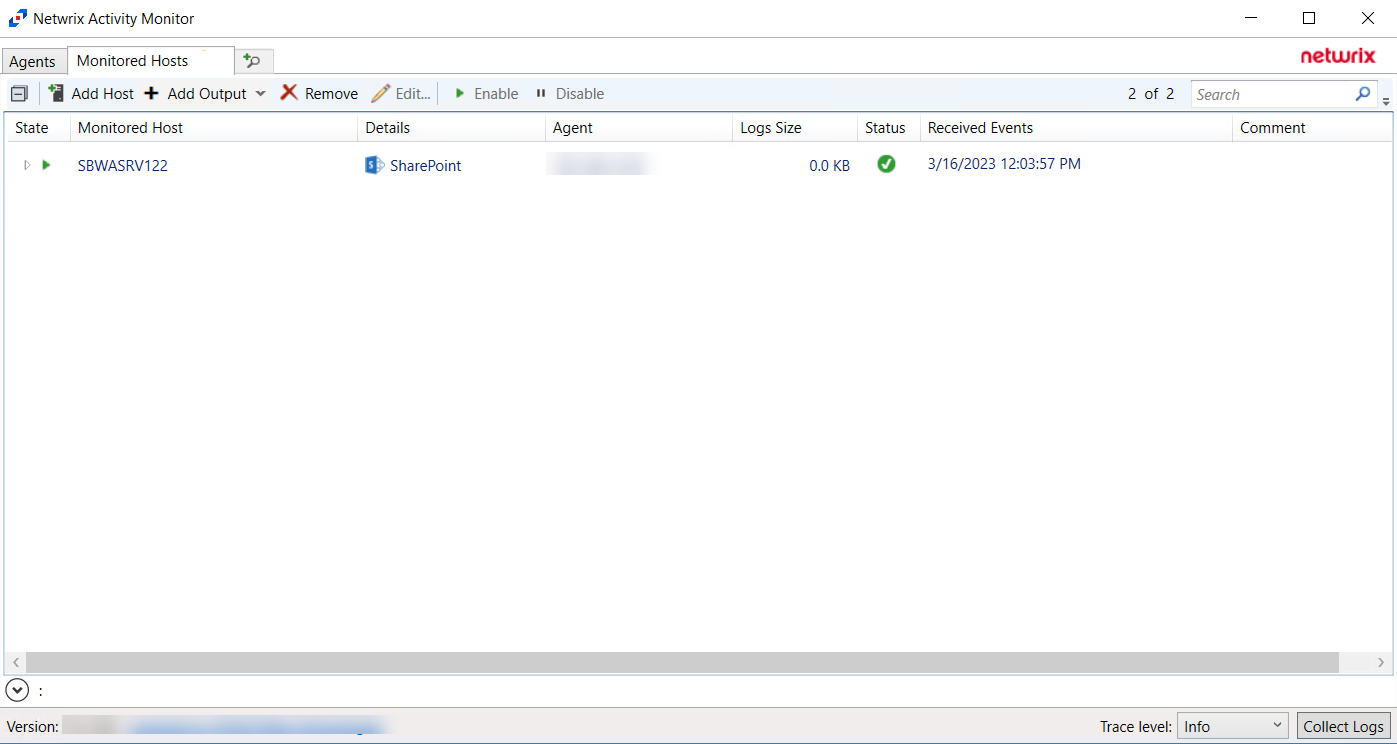 Netwrix Activity Monitor
Agents Monitored Hosts netwrix
Add Host Add Output Remove Edit... Enable Disable 2 of 2 Search
State Monitored Host Details Agent Logs Size Status Received Events Comment
SBWASRV122 SharePoint 0.0 KB 3/16/2023 12:03:57 PM
:
Version: Trace level: Info Collect Logs